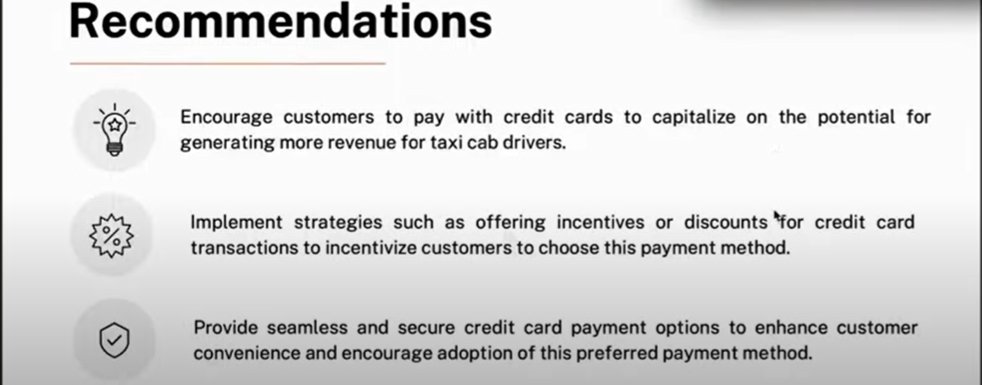 Recommendations
Encourage customers to pay with credit cards to capitalize on the potential for
generating more revenue for taxi cab drivers.
Implement strategies such as offering incentives or discounts for credit card
transactions to incentivize customers to choose this payment method.
Provide seamless and secure credit card payment options to enhance customer
convenience and encourage adoption of this preferred payment method.